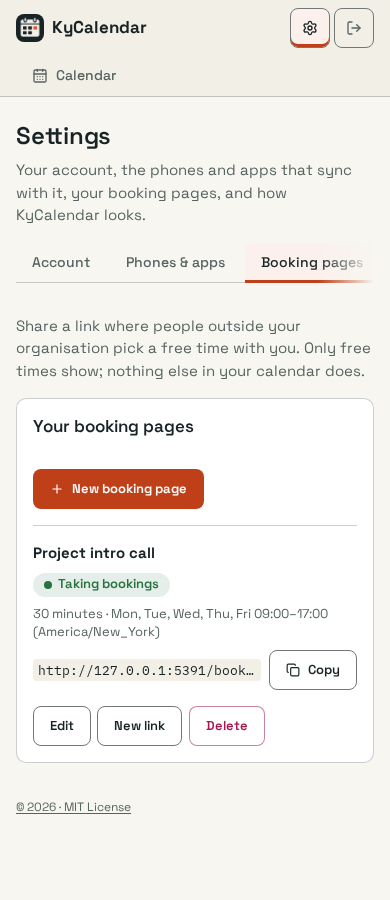 KyCalendar
Calendar
Settings
Your account, the phones and apps that sync
with it, your booking pages, and how
KyCalendar looks.
Account
Phones & apps
Booking pages
Share a link where people outside your
organisation pick a free time with you. Only free
times show; nothing else in your calendar does.
Your booking pages
New booking page
Project intro call
Taking bookings
30 minutes · Mon, Tue, Wed, Thu, Fri 09:00–17:00
(America/New_York)
http://127.0.0.1:5391/book…
Copy
Edit
New link
Delete
© 2026 · MIT License